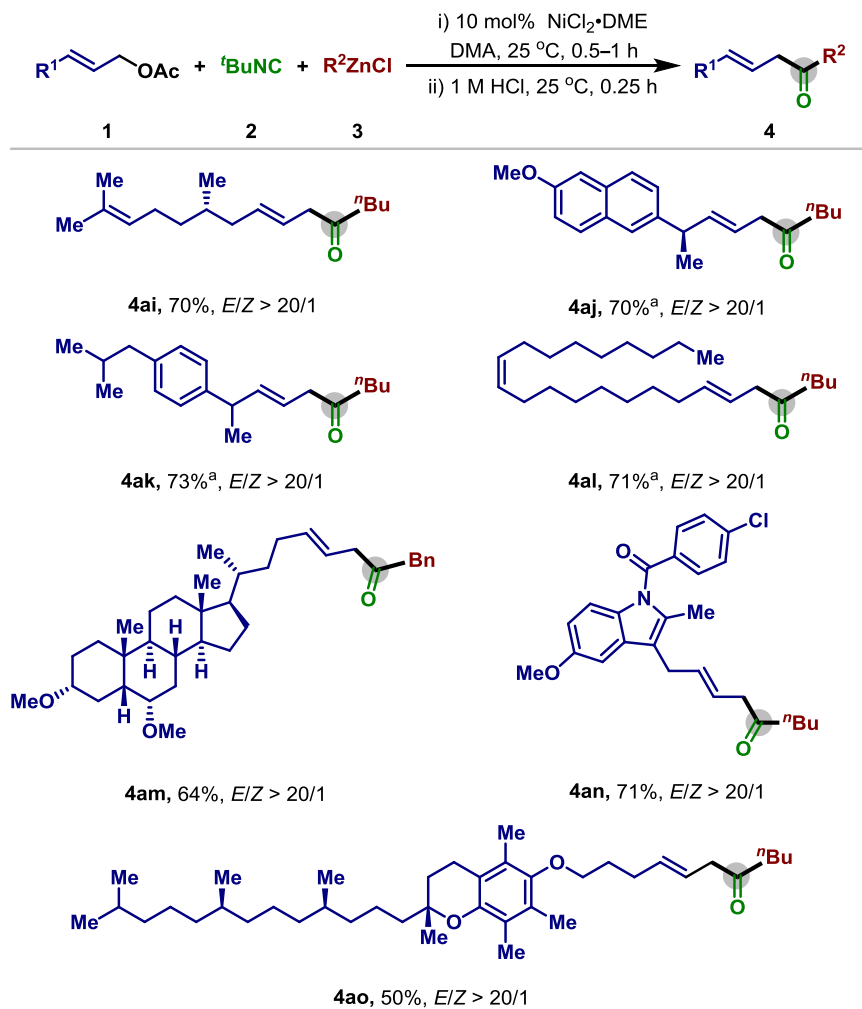 i) 10 mol% NiCl₂•DME
R¹ OAc + ᵗBuNC + R²ZnCl DMA, 25 ᵒC, 0.5–1 h R¹ R² O
ii) 1 M HCl, 25 ᵒC, 0.25 h
1 2 3 4
Me Me Me ⁿBu O
4ai, 70%, E/Z > 20/1
MeO Me ⁿBu O
4aj, 70%ᵃ, E/Z > 20/1
Me Me Me ⁿBu O
4ak, 73%ᵃ, E/Z > 20/1
Me ⁿBu O
4al, 71%ᵃ, E/Z > 20/1
Me Me Me H H H H MeO OMe Bn O
4am, 64%, E/Z > 20/1
Cl O N Me MeO ⁿBu O
4an, 71%, E/Z > 20/1
Me Me Me Me Me O Me Me Me O ⁿBu O
4ao, 50%, E/Z > 20/1